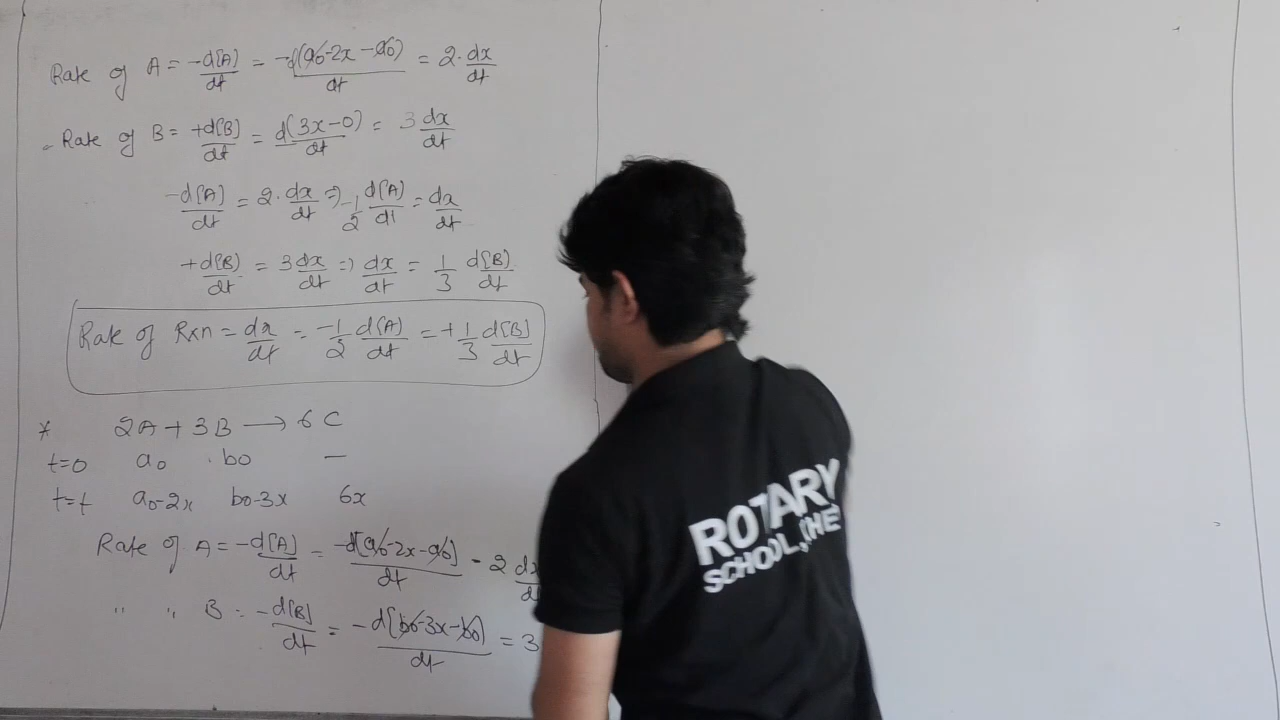 Rate of A = -d[A]/dt = -d(a0-2x-a0)/dt = 2·dx/dt
Rate of B = +d[B]/dt = d(3x-0)/dt = 3 dx/dt
-d[A]/dt = 2·dx/dt ⇒ -1/2 d[A]/dt = dx/dt
+d[B]/dt = 3 dx/dt ⇒ dx/dt = 1/3 d[B]/dt
Rate of Rxn = dx/dt = -1/2 d[A]/dt = +1/3 d[B]/dt
* 2A + 3B → 6C
t=0 a0 b0 —
t=t a0-2x b0-3x 6x
Rate of A = -d[A]/dt = -d[a0-2x-a0]/dt = 2 dx/d
" " B = -d[B]/dt = -d[b0-3x-b0]/dt = 3
ROTARY